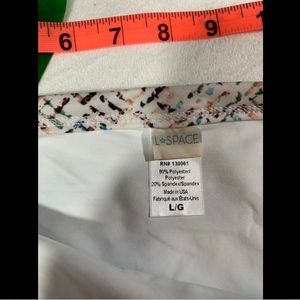 6 7 8 9
L*SPACE
RN# 130061
80% Polyester/
Polyester
20% Spandex/Spandex
Made in USA
Fabriqué aux États-Unis
L/G